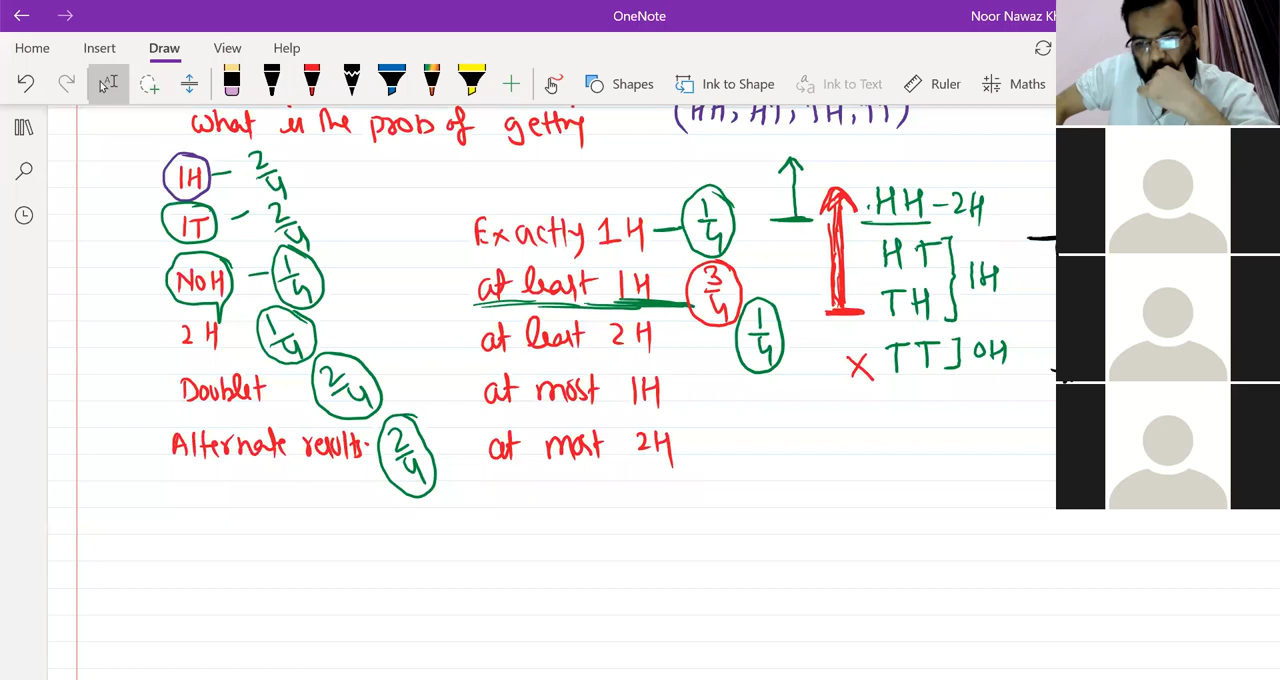 OneNote
Noor Nawaz Kh
Home Insert Draw View Help
Shapes Ink to Shape Ink to Text Ruler Maths
What is the prob of getting
(HH, HT, TH, TT)
1H - 2/4
1T - 2/4
NoH - 1/4
2H 1/4
Doublet 2/4
Alternate results. 2/4
Exactly 1H - 1/4
at least 1H 3/4
at least 2H 1/4
at most 1H
at most 2H
.HH - 2H
HT
TH ] 1H
X TT ] 0H